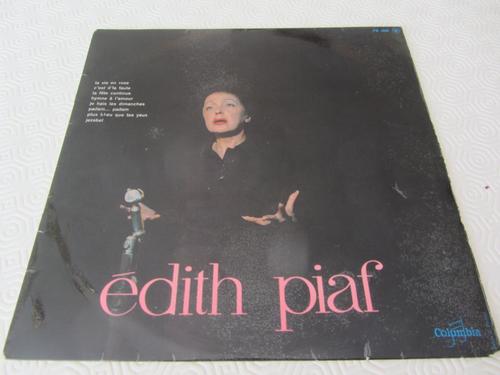 la vie en rose
c'est d'la faute
la fête continue
hymne à l'amour
je hais les dimanches
padam... padam
plus bleu que tes yeux
jezebel
édith piaf
Columbia